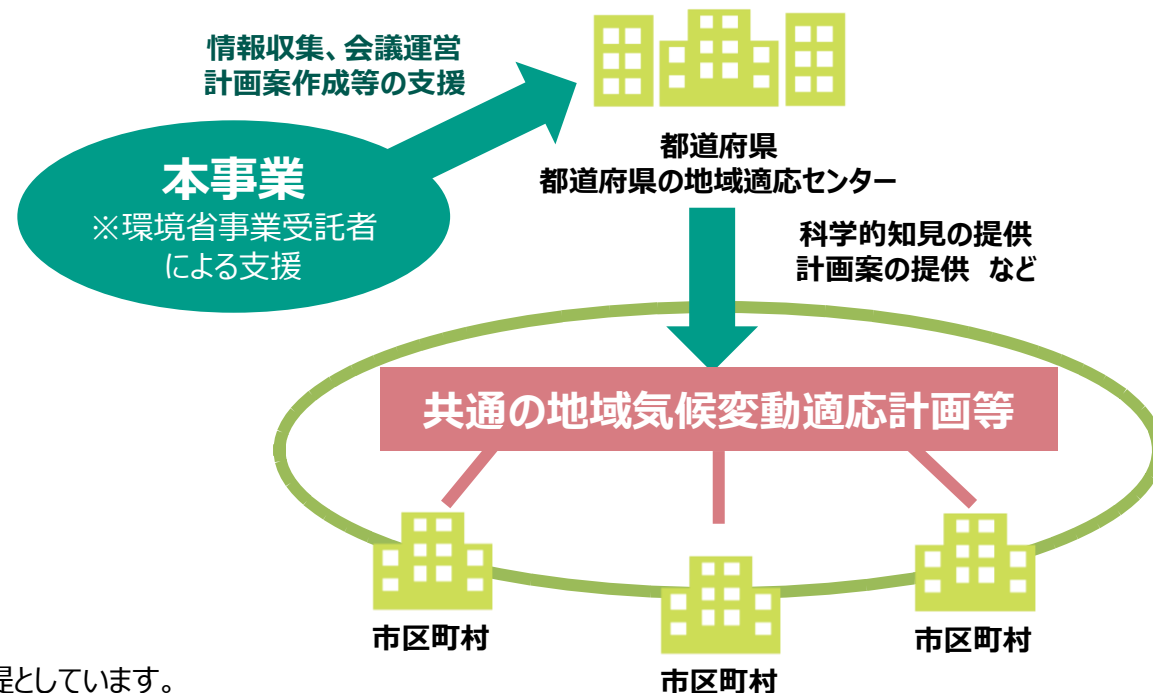 情報収集、会議運営
計画案作成等の支援
本事業
※環境省事業受託者
による支援
都道府県
都道府県の地域適応センター
科学的知見の提供
計画案の提供 など
共通の地域気候変動適応計画等
市区町村
市区町村
市区町村
としています。